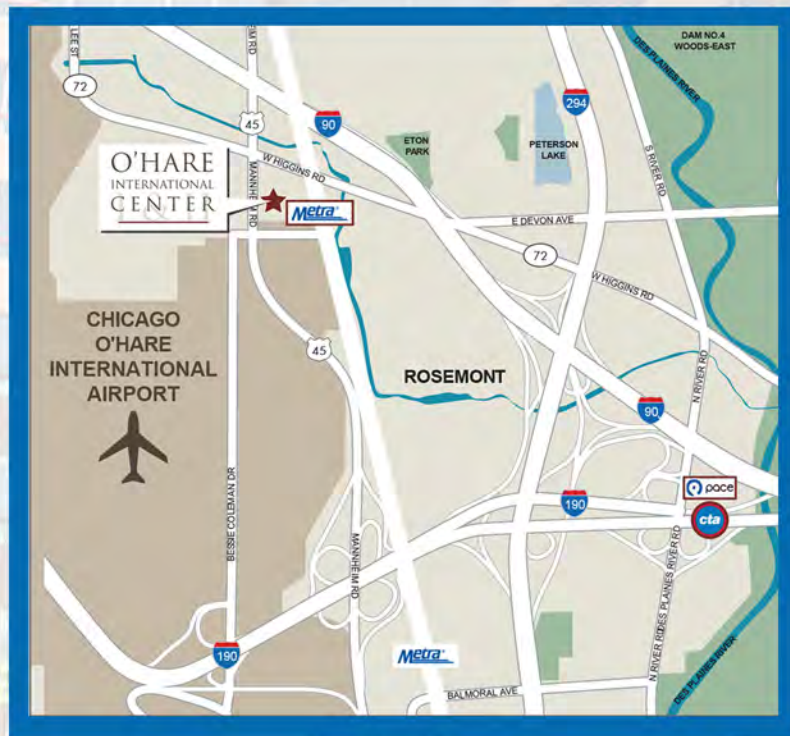 LEE ST
MANNHEIM RD
DAM NO.4
WOODS-EAST
DES PLAINES RIVER
72
45
90
294
ETON
PARK
PETERSON
LAKE
S RIVER RD
W HIGGINS RD
O'HARE
INTERNATIONAL
CENTER
MANNHEIM RD
Metra
E DEVON AVE
72
W HIGGINS RD
CHICAGO
O'HARE
INTERNATIONAL
AIRPORT
45
ROSEMONT
N RIVER RD
90
pace
190
cta
BESSIE COLEMAN DR
MANNHEIM RD
DES PLAINES RIVER RD
N RIVER RD
190
Metra
BALMORAL AVE
DES PLAINES RIVER